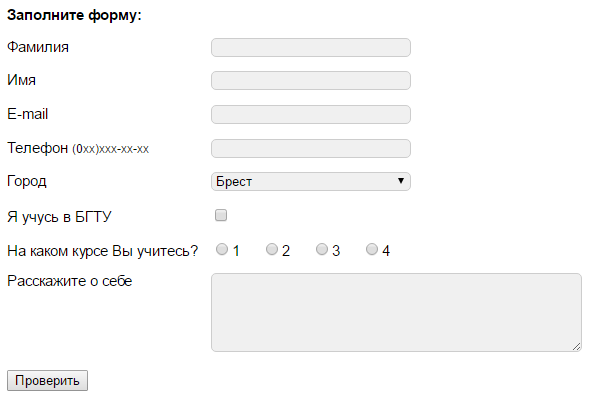 Заполните форму:
Фамилия
Имя
E-mail
Телефон (0xx)xxx-xx-xx
Город Брест
Я учусь в БГТУ
На каком курсе Вы учитесь? 1 2 3 4
Расскажите о себе
Проверить